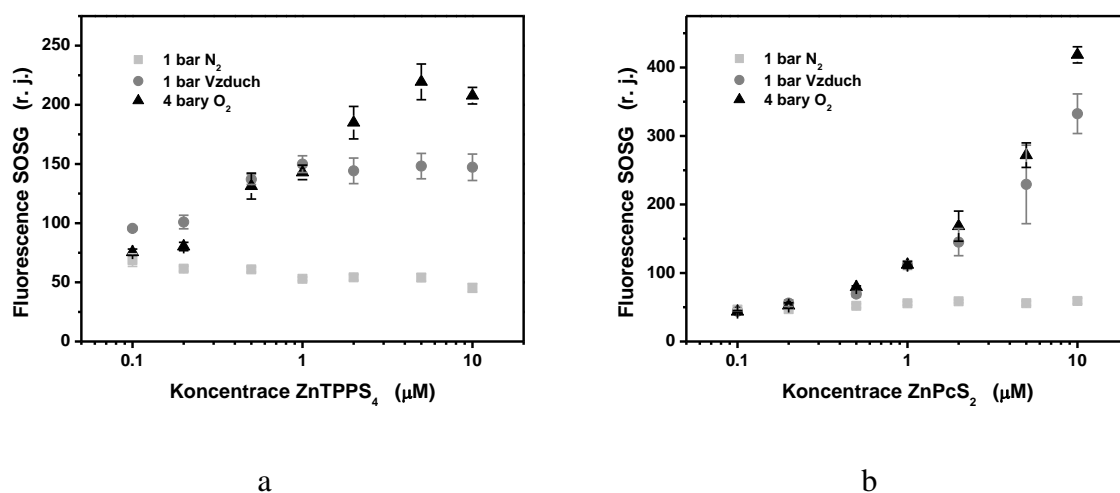 250
200
150
100
50
0
Fluorescence SOSG (r. j.)
1 bar N₂
1 bar Vzduch
4 bary O₂
0.1 1 10
Koncentrace ZnTPPS₄ (μM)
a
400
300
200
100
0
Fluorescence SOSG (r. j.)
1 bar N₂
1 bar Vzduch
4 bary O₂
0.1 1 10
Koncentrace ZnPcS₂ (μM)
b